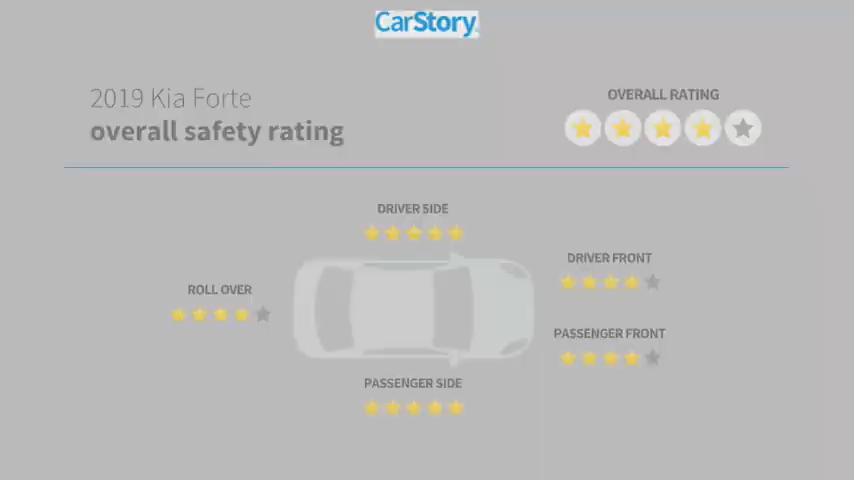 CarStory
2019 Kia Forte
overall safety rating
OVERALL RATING
DRIVER SIDE
DRIVER FRONT
ROLL OVER
PASSENGER FRONT
PASSENGER SIDE